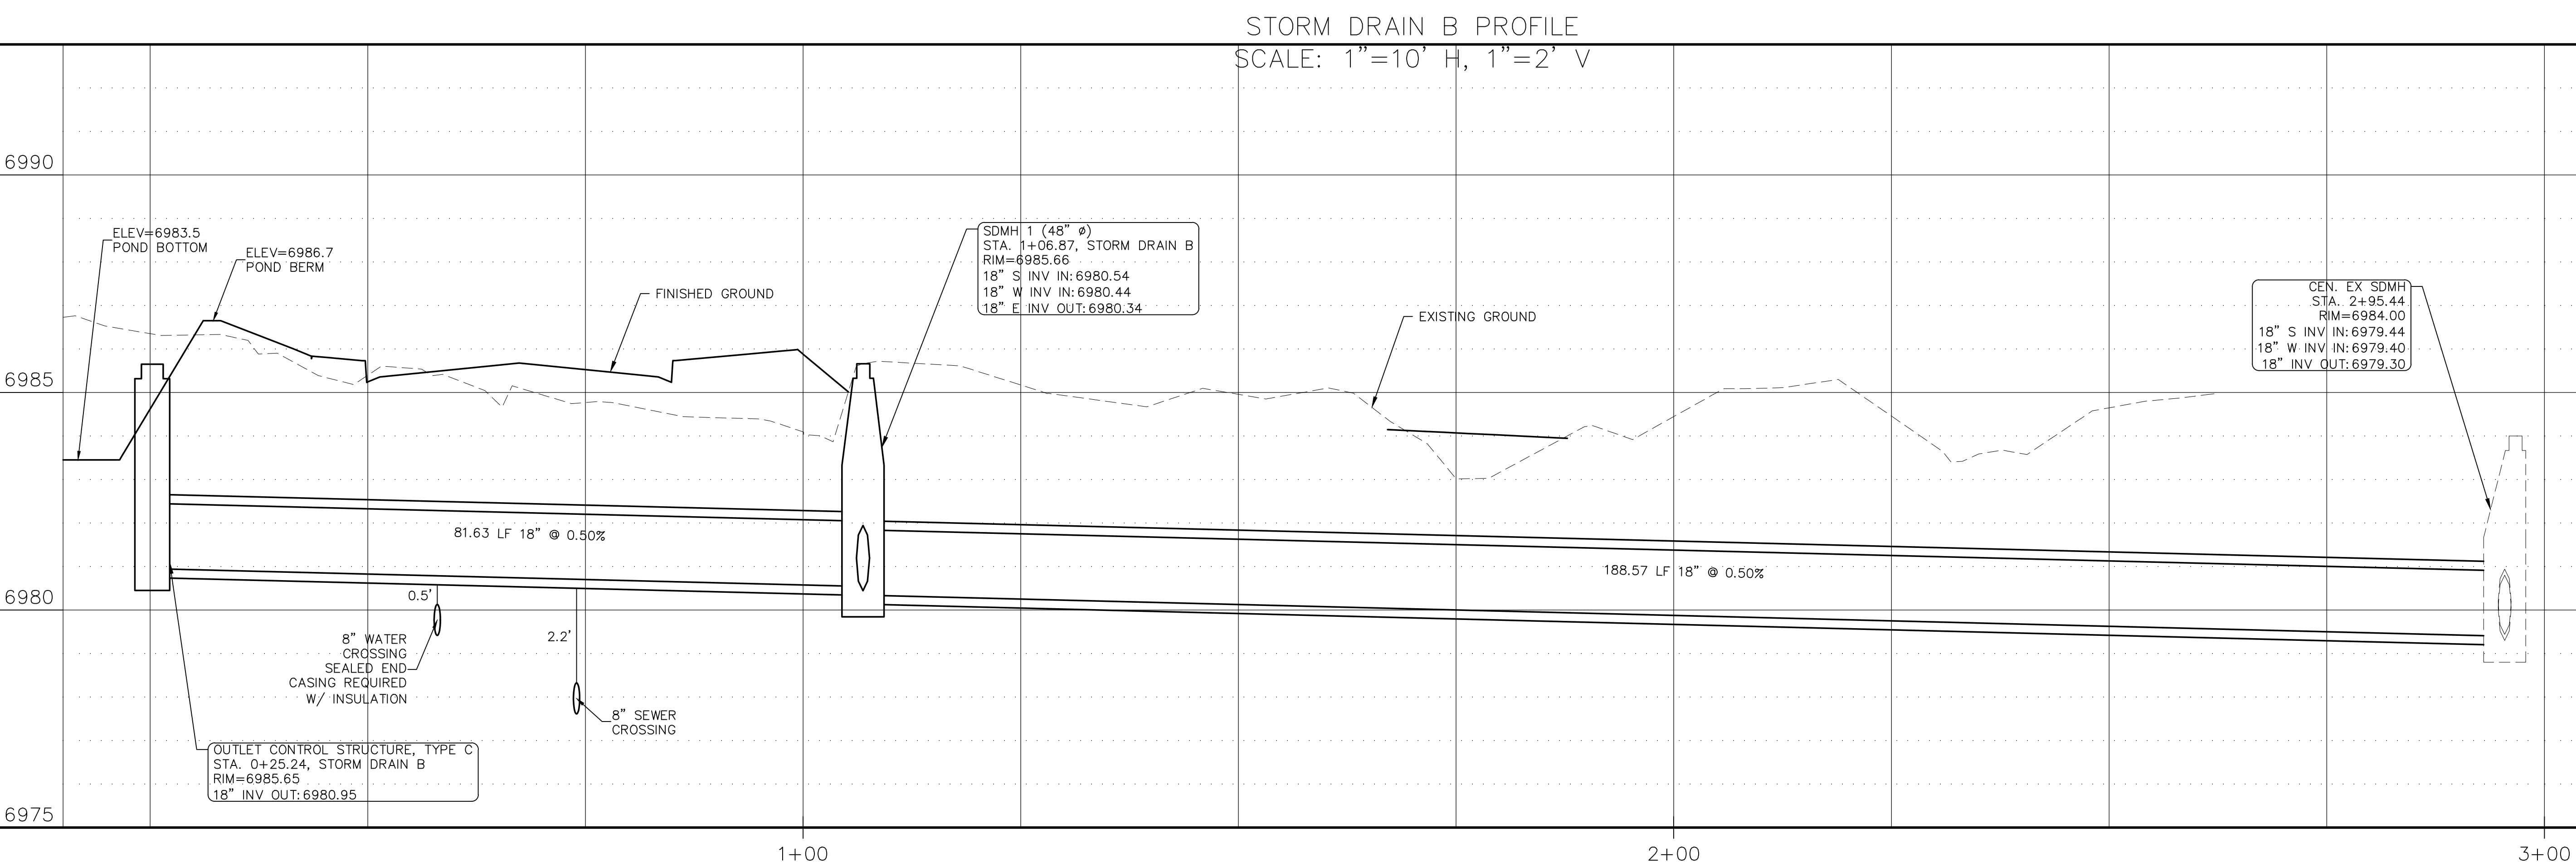 STORM DRAIN B PROFILE
SCALE: 1"=10' H, 1"=2' V
6990
6985
6980
6975
ELEV=6983.5
POND BOTTOM
ELEV=6986.7
POND BERM
FINISHED GROUND
SDMH 1 (48" ø)
STA. 1+06.87, STORM DRAIN B
RIM=6985.66
18" S INV IN: 6980.54
18" W INV IN: 6980.44
18" E INV OUT: 6980.34
EXISTING GROUND
CEN. EX SDMH
STA. 2+95.44
RIM=6984.00
18" S INV IN: 6979.44
18" W INV IN: 6979.40
18" INV OUT: 6979.30
81.63 LF 18" @ 0.50%
188.57 LF 18" @ 0.50%
0.5'
8" WATER
CROSSING
SEALED END
CASING REQUIRED
W/ INSULATION
2.2'
8" SEWER
CROSSING
OUTLET CONTROL STRUCTURE, TYPE C
STA. 0+25.24, STORM DRAIN B
RIM=6985.65
18" INV OUT: 6980.95
1+00
2+00
3+00